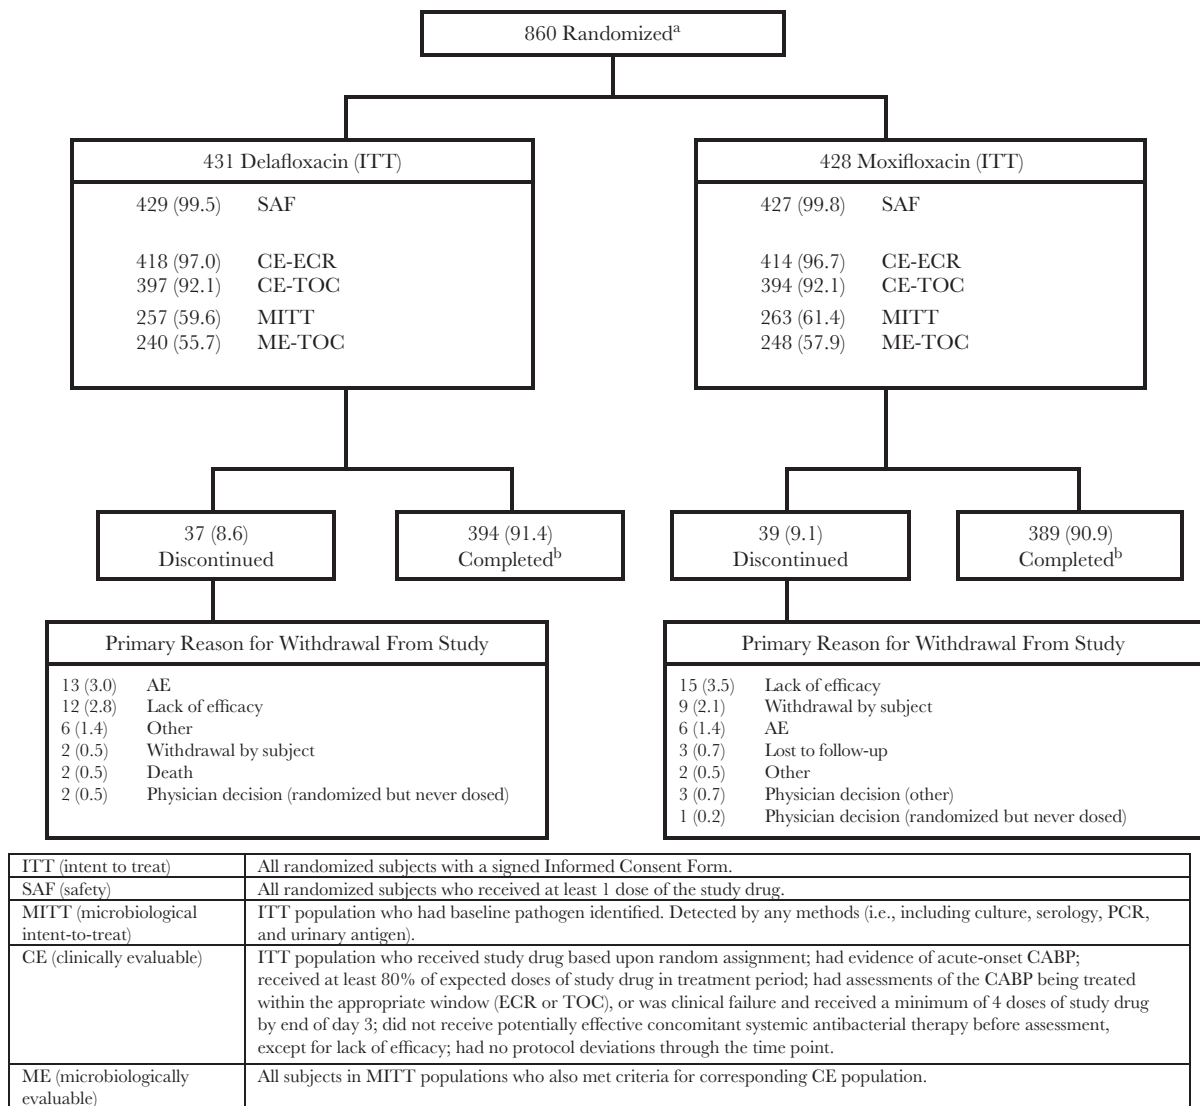 860 Randomizedᵃ
431 Delafloxacin (ITT)
429 (99.5) SAF
418 (97.0) CE-ECR
397 (92.1) CE-TOC
257 (59.6) MITT
240 (55.7) ME-TOC
428 Moxifloxacin (ITT)
427 (99.8) SAF
414 (96.7) CE-ECR
394 (92.1) CE-TOC
263 (61.4) MITT
248 (57.9) ME-TOC
37 (8.6)
Discontinued
394 (91.4)
Completedᵇ
39 (9.1)
Discontinued
389 (90.9)
Completedᵇ
Primary Reason for Withdrawal From Study
13 (3.0) AE
12 (2.8) Lack of efficacy
6 (1.4) Other
2 (0.5) Withdrawal by subject
2 (0.5) Death
2 (0.5) Physician decision (randomized but never dosed)
Primary Reason for Withdrawal From Study
15 (3.5) Lack of efficacy
9 (2.1) Withdrawal by subject
6 (1.4) AE
3 (0.7) Lost to follow-up
2 (0.5) Other
3 (0.7) Physician decision (other)
1 (0.2) Physician decision (randomized but never dosed)
ITT (intent to treat) All randomized subjects with a signed Informed Consent Form.
SAF (safety) All randomized subjects who received at least 1 dose of the study drug.
MITT (microbiological ITT population who had baseline pathogen identified. Detected by any methods (i.e., including culture, serology, PCR,
intent-to-treat) and urinary antigen).
CE (clinically evaluable) ITT population who received study drug based upon random assignment; had evidence of acute-onset CABP;
received at least 80% of expected doses of study drug in treatment period; had assessments of the CABP being treated
within the appropriate window (ECR or TOC), or was clinical failure and received a minimum of 4 doses of study drug
by end of day 3; did not receive potentially effective concomitant systemic antibacterial therapy before assessment,
except for lack of efficacy; had no protocol deviations through the time point.
ME (microbiologically All subjects in MITT populations who also met criteria for corresponding CE population.
evaluable)